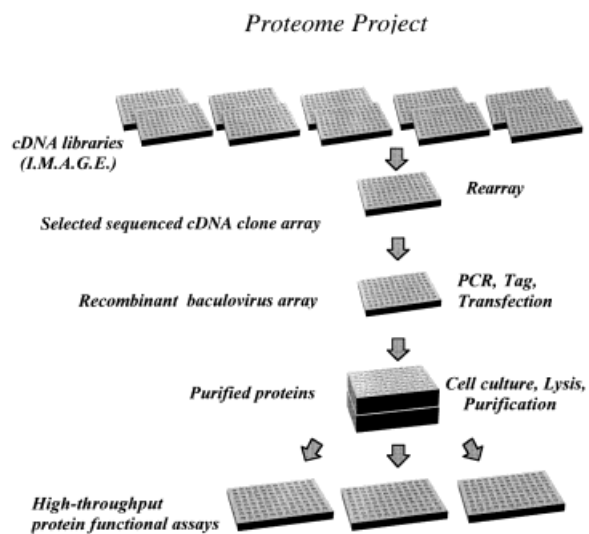 Proteome Project
cDNA libraries
(I.M.A.G.E.)
Rearray
Selected sequenced cDNA clone array
PCR, Tag,
Transfection
Recombinant baculovirus array
Cell culture, Lysis,
Purification
Purified proteins
High-throughput
protein functional assays